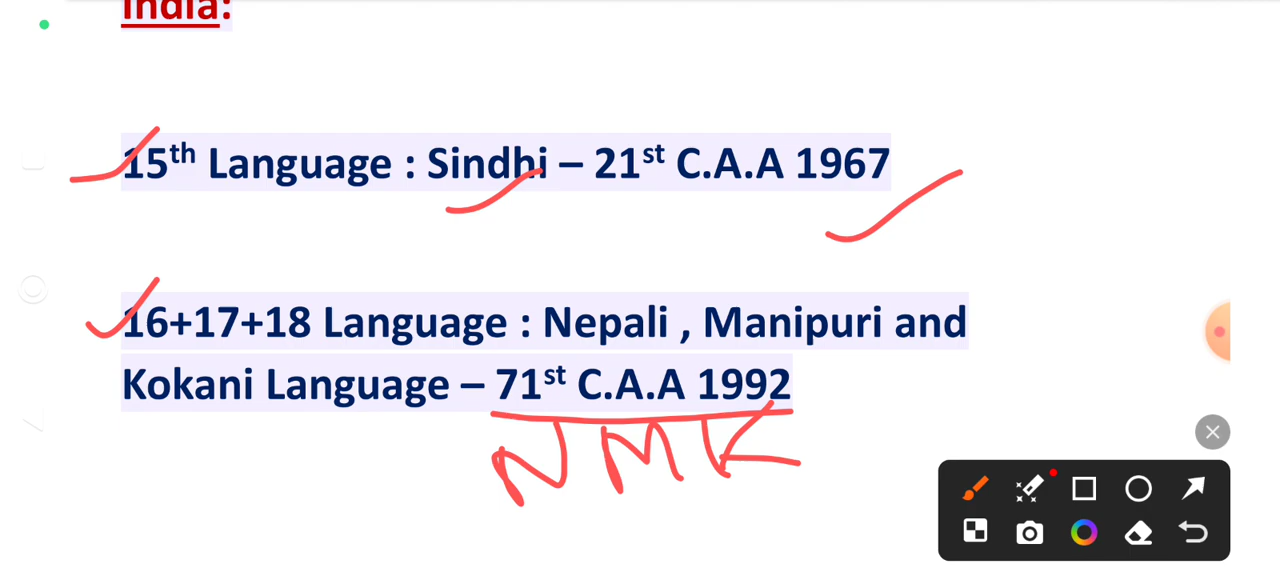 India:
15th Language : Sindhi – 21st C.A.A 1967
16+17+18 Language : Nepali , Manipuri and
Kokani Language – 71st C.A.A 1992
NMK